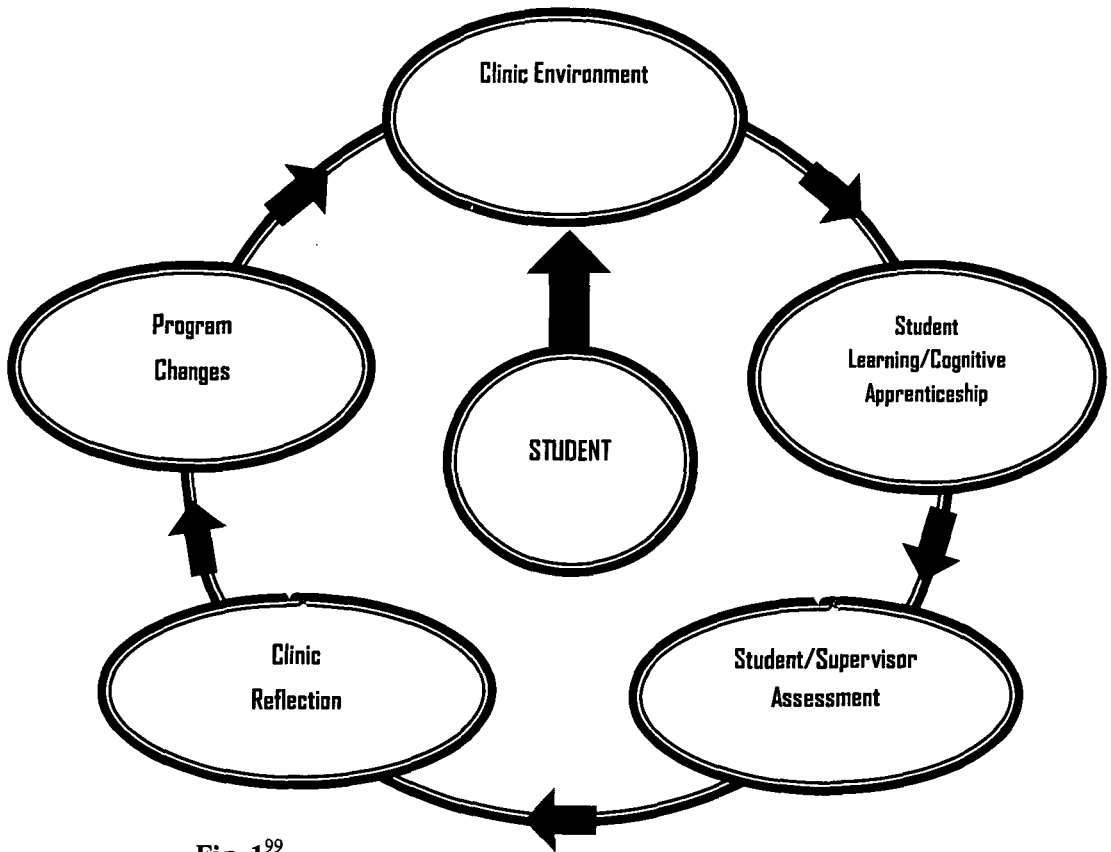 Clinic Environment
Student
Learning/Cognitive
Apprenticeship
Student/Supervisor
Assessment
Clinic
Reflection
Program
Changes
STUDENT
Fig. 1⁹⁹